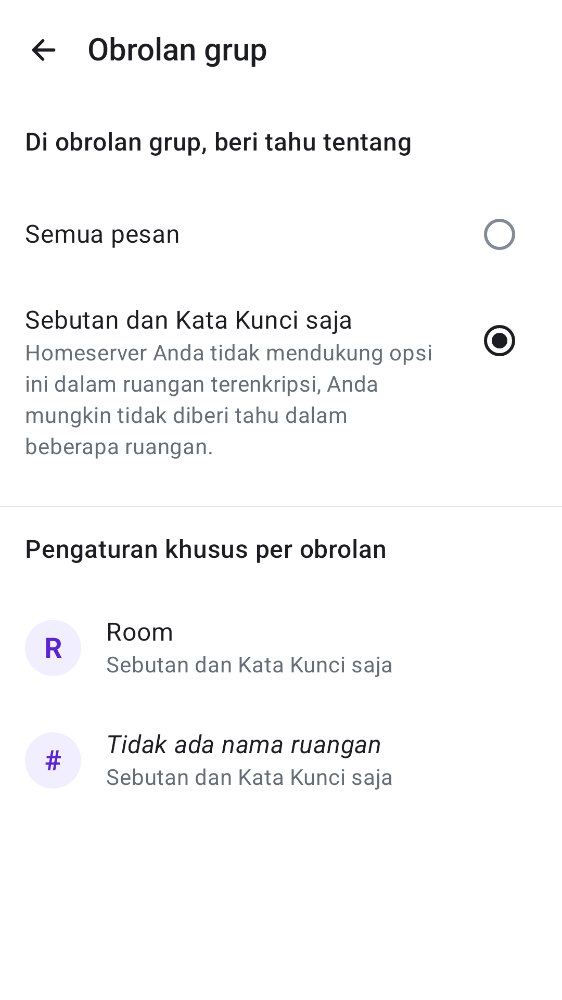 Obrolan grup
Di obrolan grup, beri tahu tentang
Semua pesan
Sebutan dan Kata Kunci saja
Homeserver Anda tidak mendukung opsi
ini dalam ruangan terenkripsi, Anda
mungkin tidak diberi tahu dalam
beberapa ruangan.
Pengaturan khusus per obrolan
R
Room
Sebutan dan Kata Kunci saja
#
Tidak ada nama ruangan
Sebutan dan Kata Kunci saja